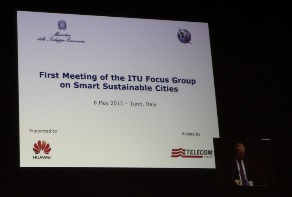 First Meeting of the ITU Focus Group
on Smart Sustainable Cities
6 May 2013 – Turin, Italy
Supported by
Hosted by
HUAWEI
TELECOM